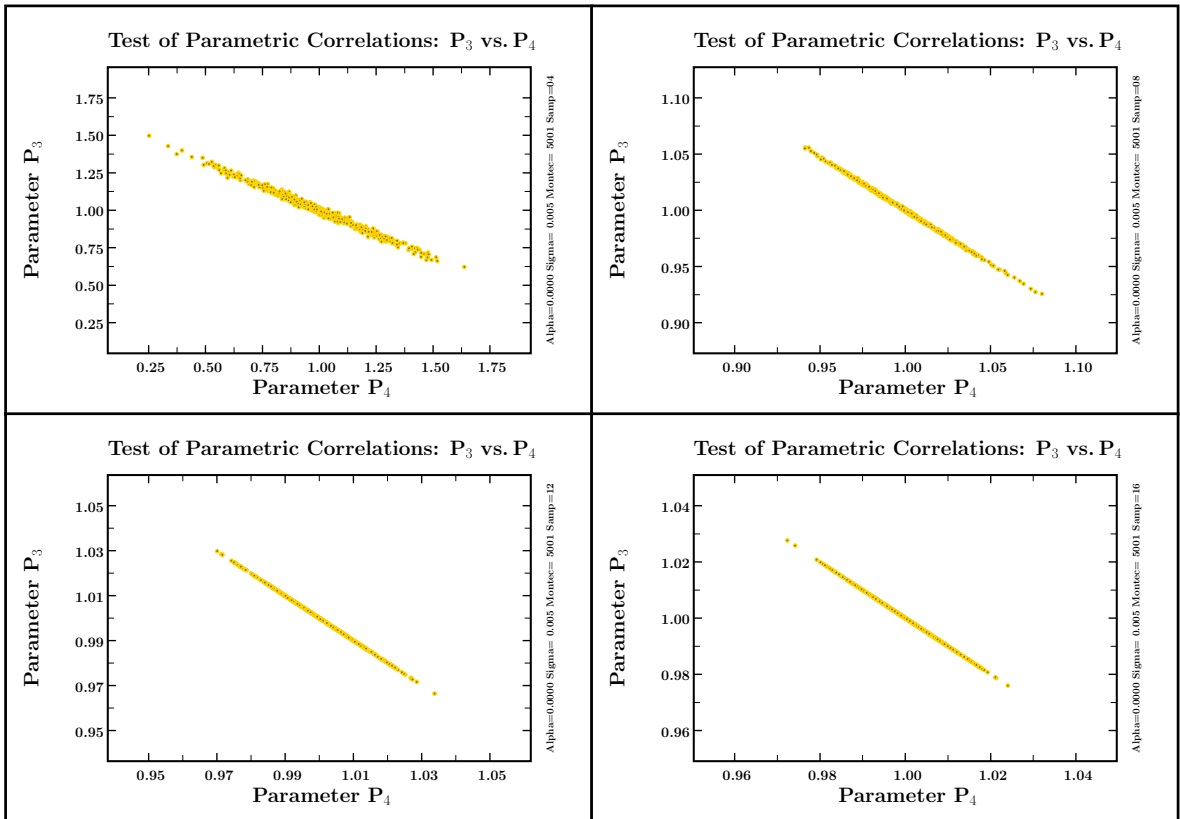 Test of Parametric Correlations: P₃ vs. P₄
Parameter P₃
1.75
1.50
1.25
1.00
0.75
0.50
0.25
0.25 0.50 0.75 1.00 1.25 1.50 1.75
Parameter P₄
Alpha=0.0000 Sigma= 0.005 Montec= 5001 Samp=04
Test of Parametric Correlations: P₃ vs. P₄
Parameter P₃
1.10
1.05
1.00
0.95
0.90
0.90 0.95 1.00 1.05 1.10
Parameter P₄
Alpha=0.0000 Sigma= 0.005 Montec= 5001 Samp=08
Test of Parametric Correlations: P₃ vs. P₄
Parameter P₃
1.05
1.03
1.01
0.99
0.97
0.95
0.95 0.97 0.99 1.01 1.03 1.05
Parameter P₄
Alpha=0.0000 Sigma= 0.005 Montec= 5001 Samp=12
Test of Parametric Correlations: P₃ vs. P₄
Parameter P₃
1.04
1.02
1.00
0.98
0.96
0.96 0.98 1.00 1.02 1.04
Parameter P₄
Alpha=0.0000 Sigma= 0.005 Montec= 5001 Samp=16